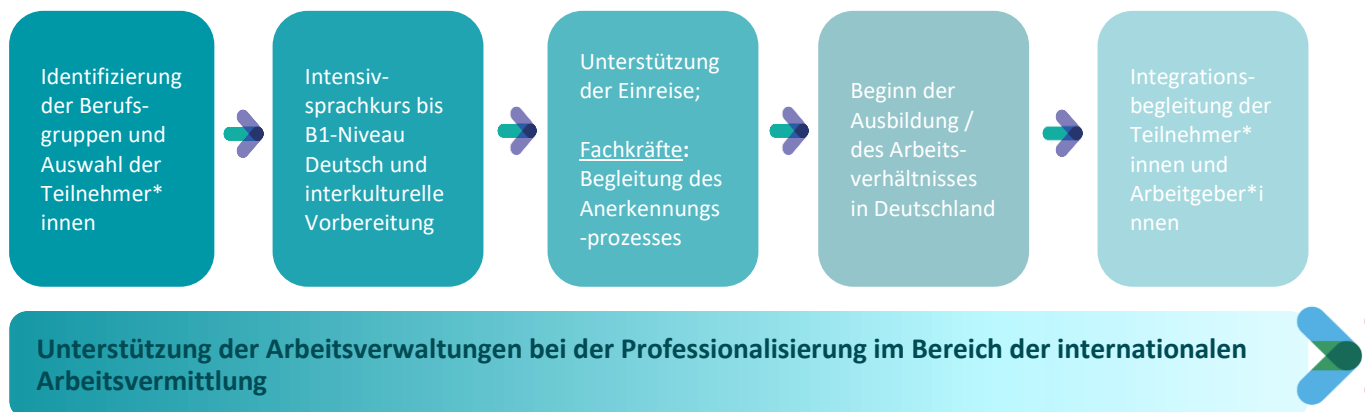 Identifizierung
der Berufs-
gruppen und
Auswahl der
Teilnehmer*
innen
Intensiv-
sprachkurs bis
B1-Niveau
Deutsch und
interkulturelle
Vorbereitung
Unterstützung
der Einreise;
Fachkräfte:
Begleitung des
Anerkennungs
-prozesses
Beginn der
Ausbildung /
des Arbeits-
verhältnisses
in Deutschland
Integrations-
begleitung der
Teilnehmer*
innen und
Arbeitgeber*i
nnen
Unterstützung der Arbeitsverwaltungen bei der Professionalisierung im Bereich der internationalen
Arbeitsvermittlung